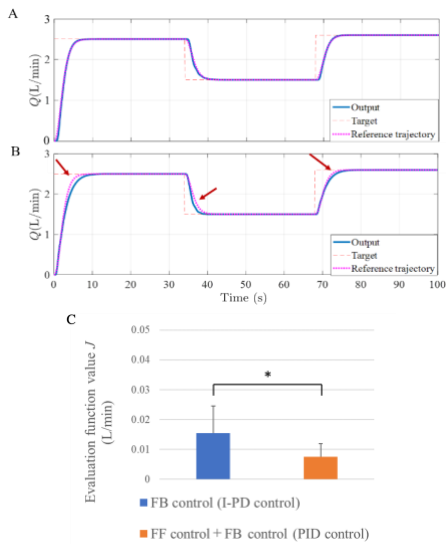 A
3
2
1
0
Q(L/min)
Output
Target
Reference trajectory
B
3
2
1
0
Q(L/min)
Output
Target
Reference trajectory
0 10 20 30 40 50 60 70 80 90 100
Time (s)
C
0.05
0.04
0.03
0.02
0.01
0
Evaluation function value J
(L/min)
*
FB control (I-PD control)
FF control + FB control (PID control)